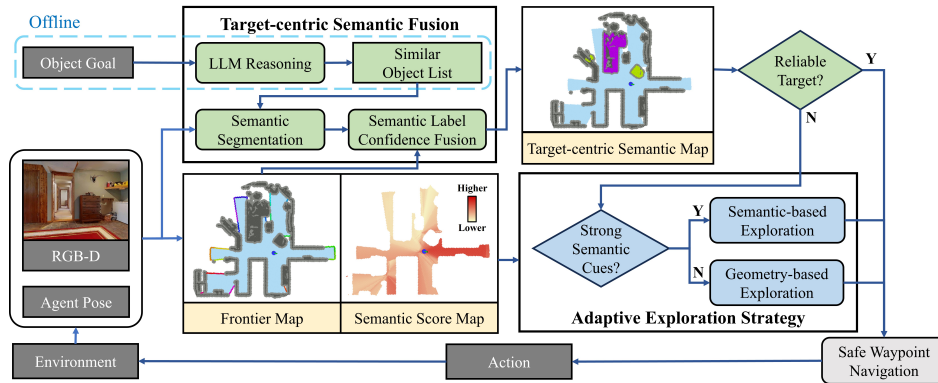 Offline
Target-centric Semantic Fusion
Object Goal
LLM Reasoning
Similar
Object List
Semantic
Segmentation
Semantic Label
Confidence Fusion
Target-centric Semantic Map
Reliable
Target?
Y
N
RGB-D
Agent Pose
Frontier Map
Higher
Lower
Semantic Score Map
Strong
Semantic
Cues?
Y
N
Semantic-based
Exploration
Geometry-based
Exploration
Adaptive Exploration Strategy
Environment
Action
Safe Waypoint
Navigation